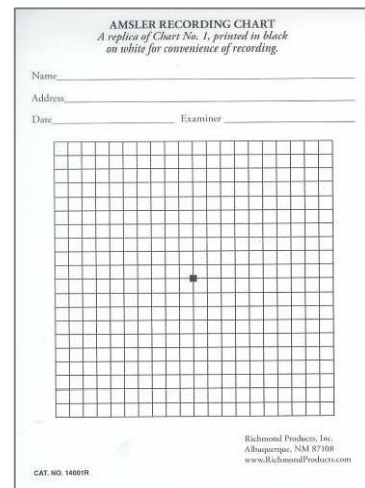 AMSLER RECORDING CHART
A replica of Chart No. 1, printed in black
on white for convenience of recording.
Name
Address
Date Examiner
Richmond Products, Inc.
Albuquerque, NM 87108
www.RichmondProducts.com
CAT. NO. 14001R